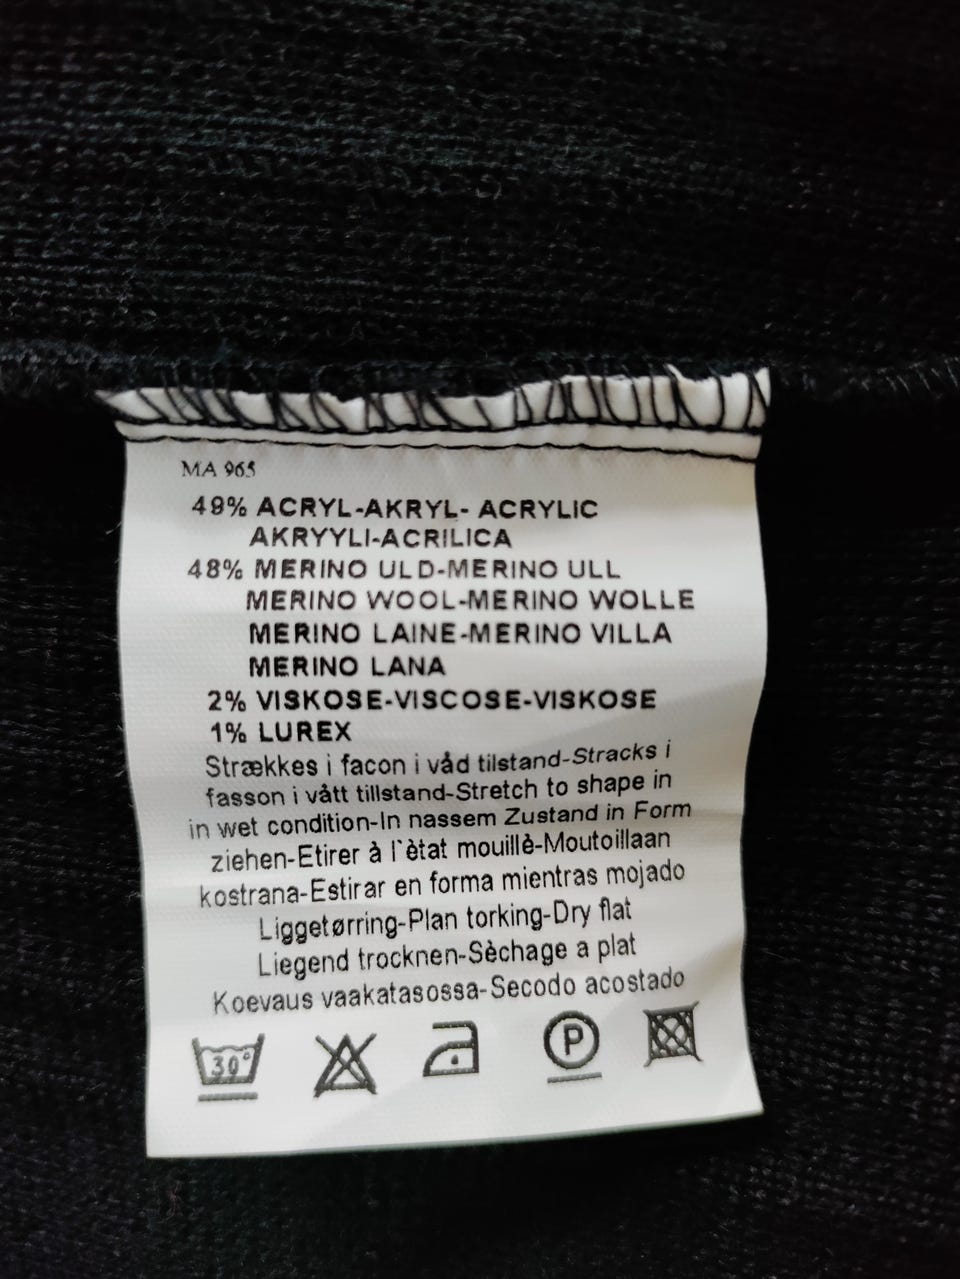 MA 965
49% ACRYL-AKRYL- ACRYLIC
AKRYYLI-ACRILICA
48% MERINO ULD-MERINO ULL
MERINO WOOL-MERINO WOLLE
MERINO LAINE-MERINO VILLA
MERINO LANA
2% VISKOSE-VISCOSE-VISKOSE
1% LUREX
Strækkes i facon i våd tilstand-Stracks i
fasson i vått tillstand-Stretch to shape in
in wet condition-In nassem Zustand in Form
ziehen-Etirer à l`ètat mouillè-Moutoillaan
kostrana-Estirar en forma mientras mojado
Liggetørring-Plan torking-Dry flat
Liegend trocknen-Sèchage a plat
Koevaus vaakatasossa-Secodo acostado
30° P